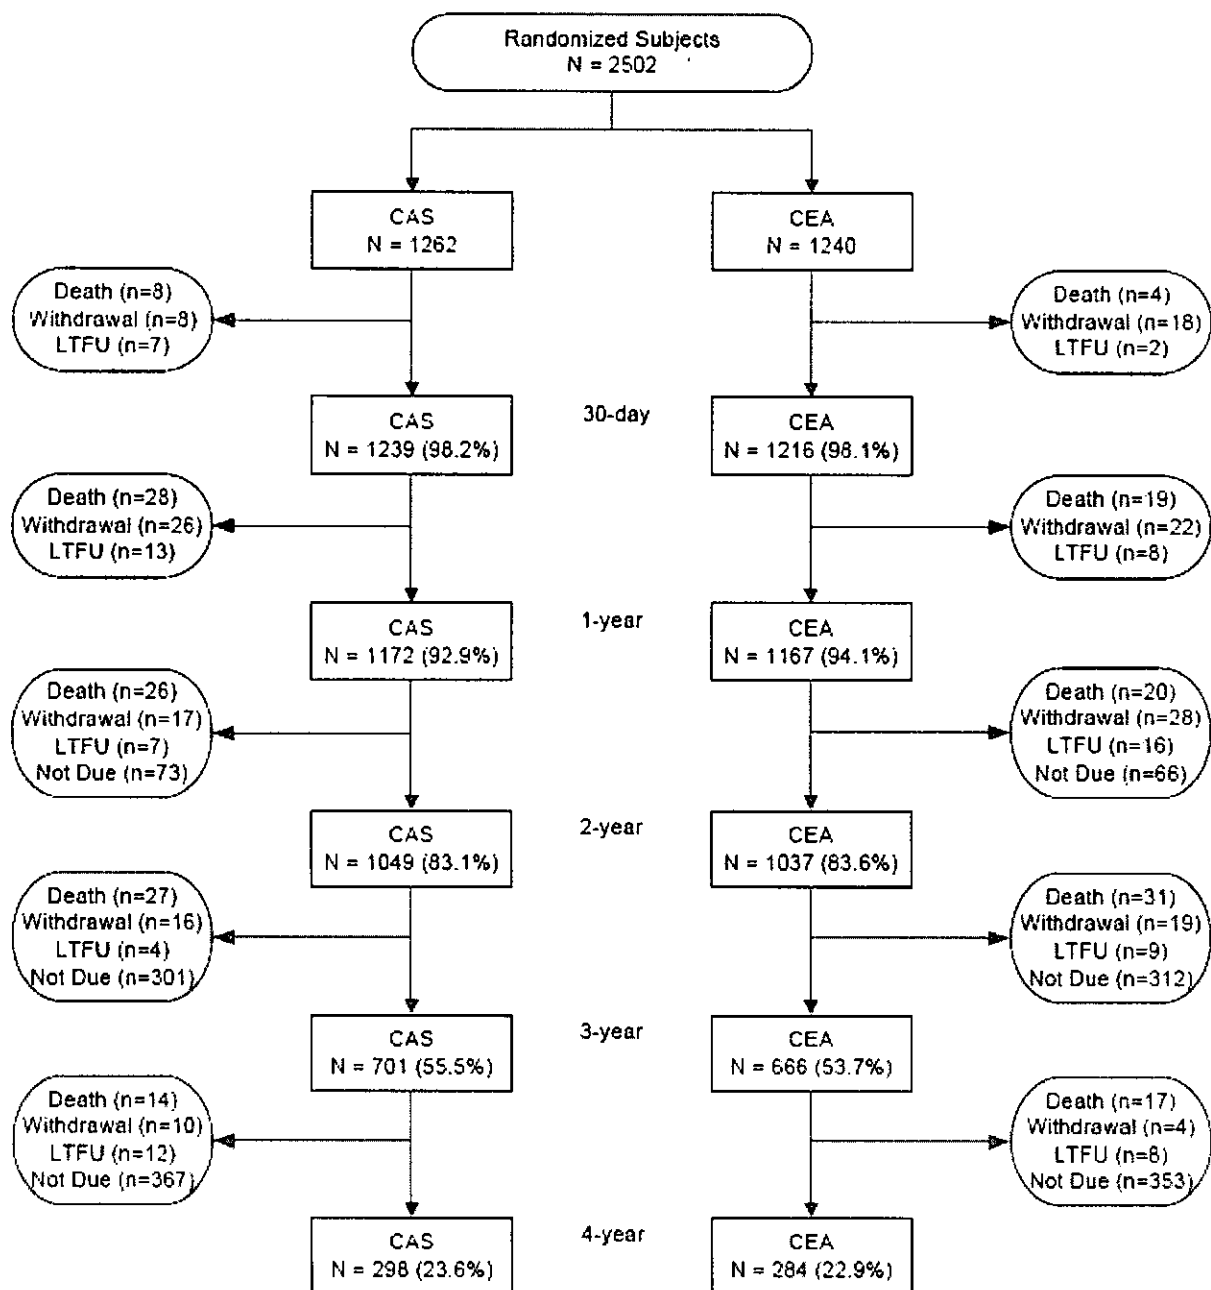 Randomized Subjects
N = 2502
CAS
N = 1262
CEA
N = 1240
Death (n=8)
Withdrawal (n=8)
LTFU (n=7)
Death (n=4)
Withdrawal (n=18)
LTFU (n=2)
CAS
N = 1239 (98.2%)
30-day
CEA
N = 1216 (98.1%)
Death (n=28)
Withdrawal (n=26)
LTFU (n=13)
Death (n=19)
Withdrawal (n=22)
LTFU (n=8)
CAS
N = 1172 (92.9%)
1-year
CEA
N = 1167 (94.1%)
Death (n=26)
Withdrawal (n=17)
LTFU (n=7)
Not Due (n=73)
Death (n=20)
Withdrawal (n=28)
LTFU (n=16)
Not Due (n=66)
CAS
N = 1049 (83.1%)
2-year
CEA
N = 1037 (83.6%)
Death (n=27)
Withdrawal (n=16)
LTFU (n=4)
Not Due (n=301)
Death (n=31)
Withdrawal (n=19)
LTFU (n=9)
Not Due (n=312)
CAS
N = 701 (55.5%)
3-year
CEA
N = 666 (53.7%)
Death (n=14)
Withdrawal (n=10)
LTFU (n=12)
Not Due (n=367)
Death (n=17)
Withdrawal (n=4)
LTFU (n=8)
Not Due (n=353)
CAS
N = 298 (23.6%)
4-year
CEA
N = 284 (22.9%)